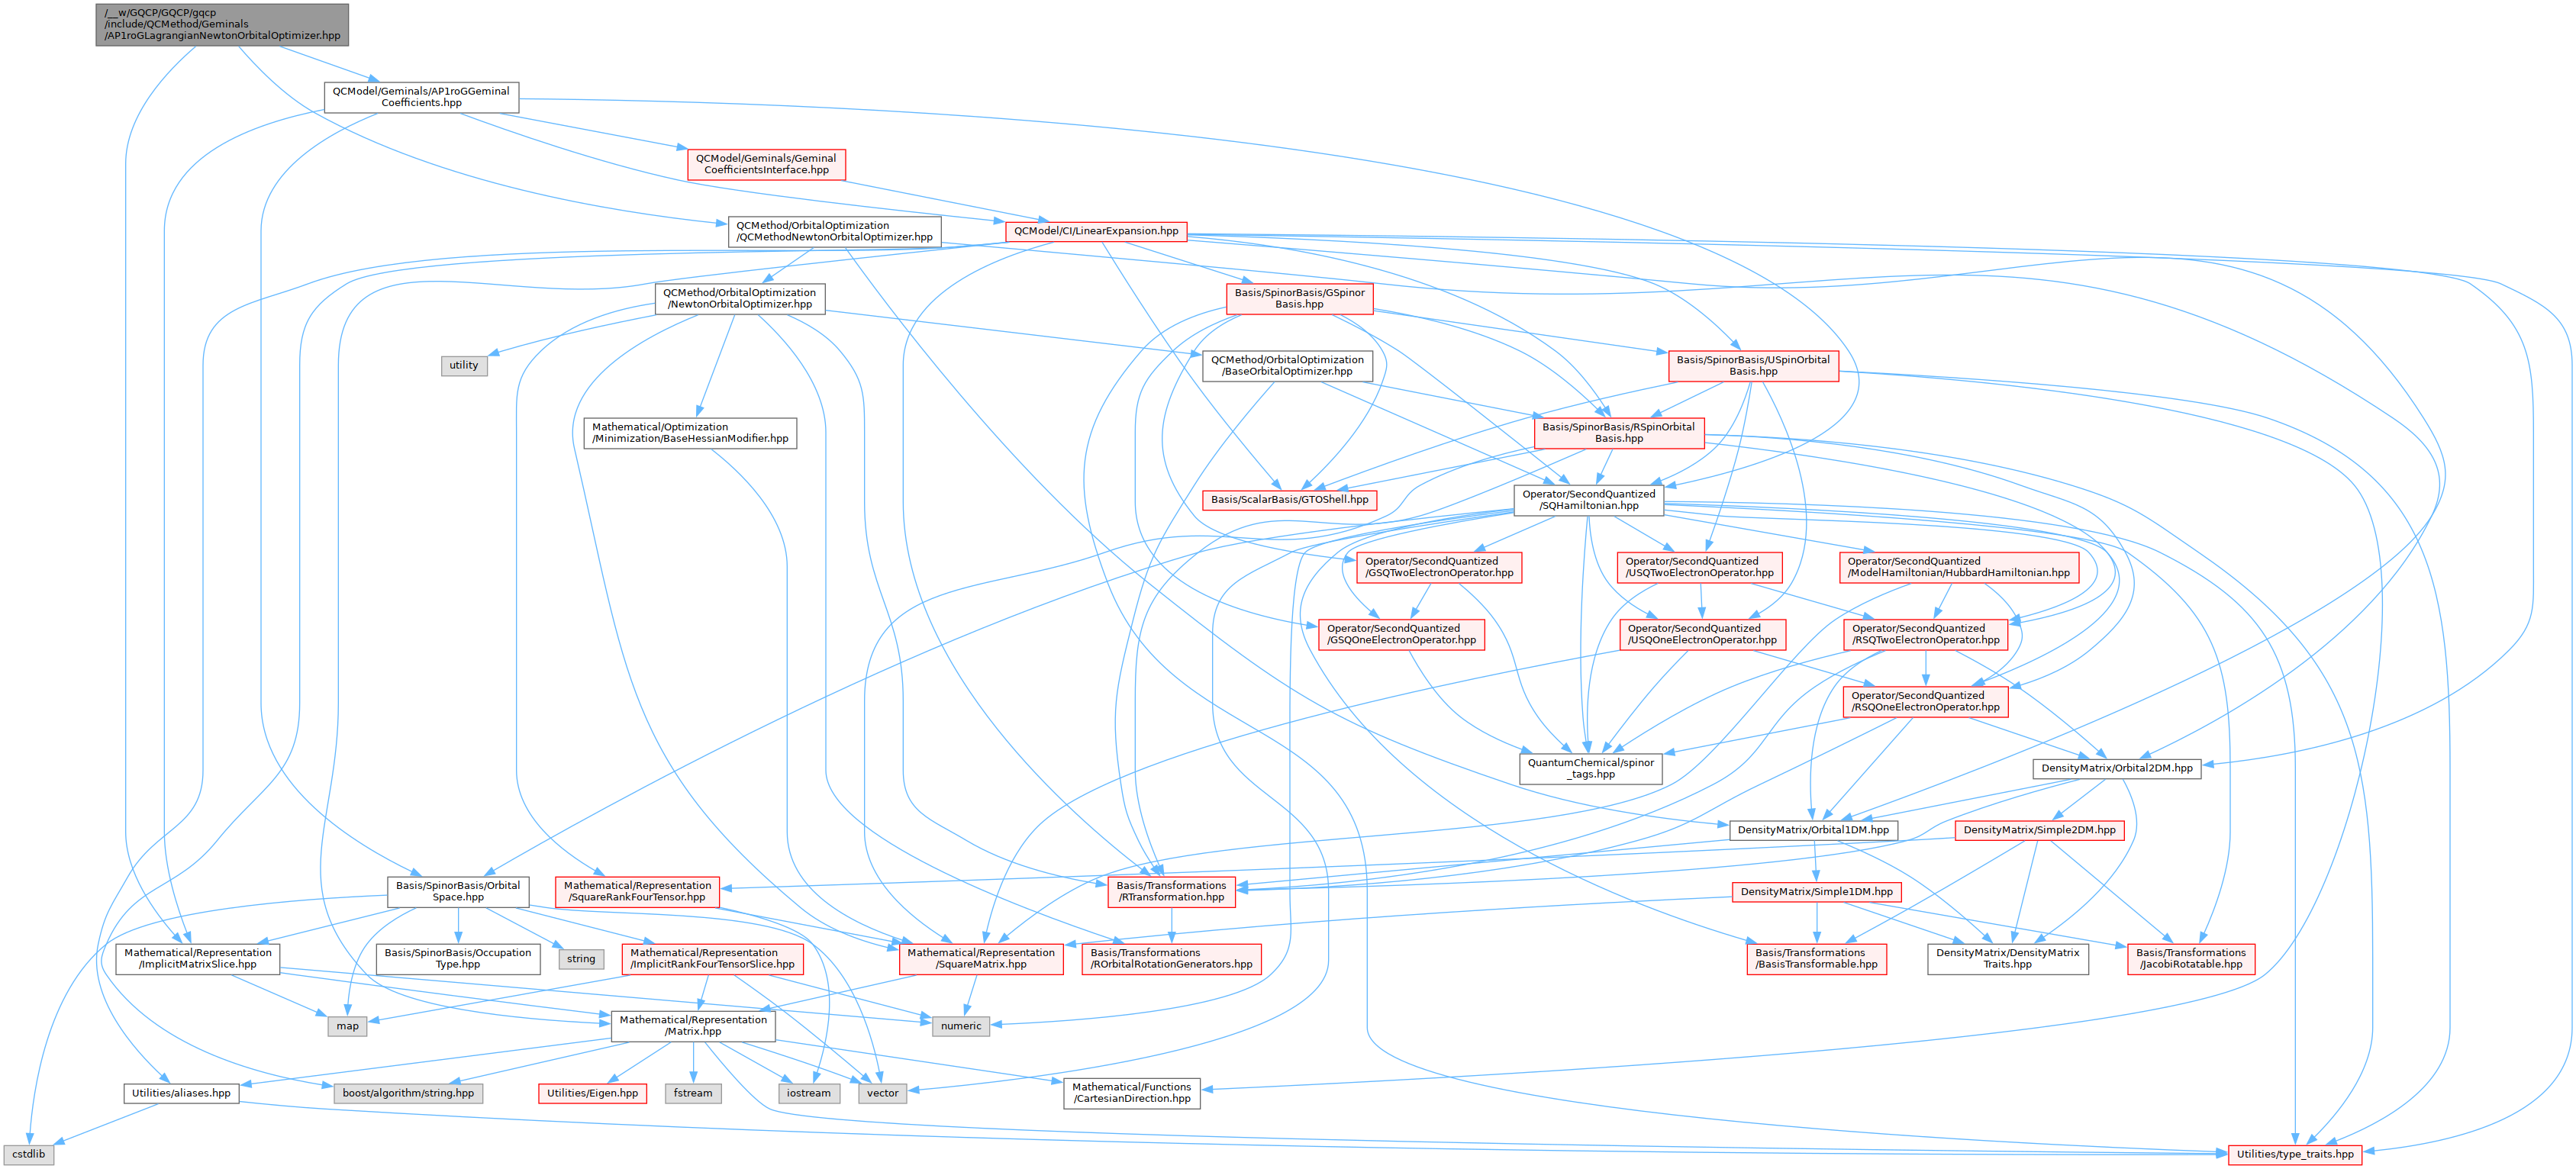 /__w/GQCP/GQCP/gqcp
/include/QCMethod/Geminals
/AP1roGLagrangianNewtonOrbitalOptimizer.hpp
QCModel/Geminals/AP1roGGeminal
Coefficients.hpp
QCModel/Geminals/Geminal
CoefficientsInterface.hpp
QCMethod/OrbitalOptimization
/QCMethodNewtonOrbitalOptimizer.hpp
QCModel/CI/LinearExpansion.hpp
QCMethod/OrbitalOptimization
/NewtonOrbitalOptimizer.hpp
Basis/SpinorBasis/GSpinor
Basis.hpp
utility
QCMethod/OrbitalOptimization
/BaseOrbitalOptimizer.hpp
Basis/SpinorBasis/USpinOrbital
Basis.hpp
Mathematical/Optimization
/Minimization/BaseHessianModifier.hpp
Basis/SpinorBasis/RSpinOrbital
Basis.hpp
Basis/ScalarBasis/GTOShell.hpp
Operator/SecondQuantized
/SQHamiltonian.hpp
Operator/SecondQuantized
/GSQTwoElectronOperator.hpp
Operator/SecondQuantized
/USQTwoElectronOperator.hpp
Operator/SecondQuantized
/ModelHamiltonian/HubbardHamiltonian.hpp
Operator/SecondQuantized
/GSQOneElectronOperator.hpp
Operator/SecondQuantized
/USQOneElectronOperator.hpp
Operator/SecondQuantized
/RSQTwoElectronOperator.hpp
Operator/SecondQuantized
/RSQOneElectronOperator.hpp
QuantumChemical/spinor
_tags.hpp
DensityMatrix/Orbital2DM.hpp
DensityMatrix/Orbital1DM.hpp
DensityMatrix/Simple2DM.hpp
Basis/SpinorBasis/Orbital
Space.hpp
Mathematical/Representation
/SquareRankFourTensor.hpp
Basis/Transformations
/RTransformation.hpp
DensityMatrix/Simple1DM.hpp
Mathematical/Representation
/ImplicitMatrixSlice.hpp
Basis/SpinorBasis/Occupation
Type.hpp
string
Mathematical/Representation
/ImplicitRankFourTensorSlice.hpp
Mathematical/Representation
/SquareMatrix.hpp
Basis/Transformations
/ROrbitalRotationGenerators.hpp
Basis/Transformations
/BasisTransformable.hpp
DensityMatrix/DensityMatrix
Traits.hpp
Basis/Transformations
/JacobiRotatable.hpp
map
Mathematical/Representation
/Matrix.hpp
numeric
Utilities/aliases.hpp
boost/algorithm/string.hpp
Utilities/Eigen.hpp
fstream
iostream
vector
Mathematical/Functions
/CartesianDirection.hpp
cstdlib
Utilities/type_traits.hpp